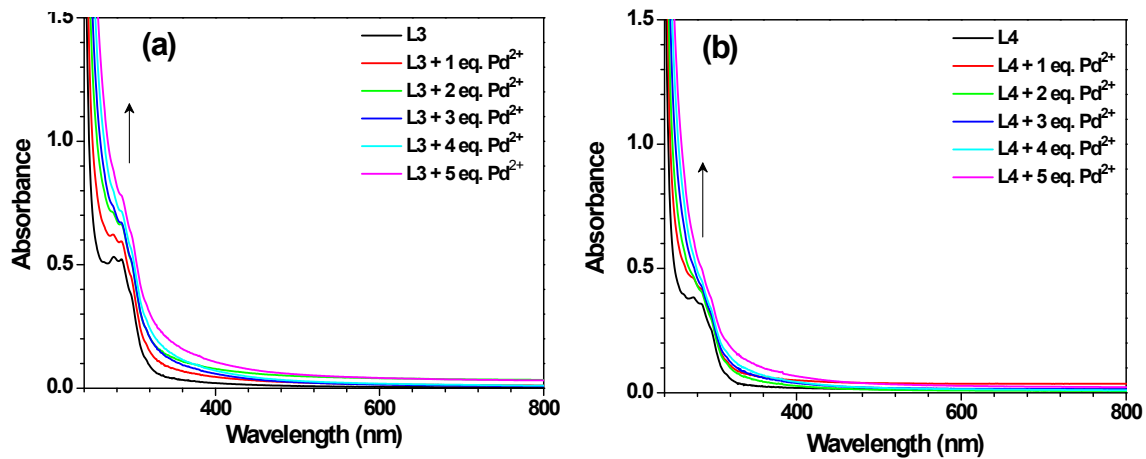 (a)
L3
L3 + 1 eq. Pd²⁺
L3 + 2 eq. Pd²⁺
L3 + 3 eq. Pd²⁺
L3 + 4 eq. Pd²⁺
L3 + 5 eq. Pd²⁺
1.5
1.0
0.5
0.0
Absorbance
400
600
800
Wavelength (nm)
(b)
L4
L4 + 1 eq. Pd²⁺
L4 + 2 eq. Pd²⁺
L4 + 3 eq. Pd²⁺
L4 + 4 eq. Pd²⁺
L4 + 5 eq. Pd²⁺
1.5
1.0
0.5
0.0
Absorbance
400
600
800
Wavelength (nm)